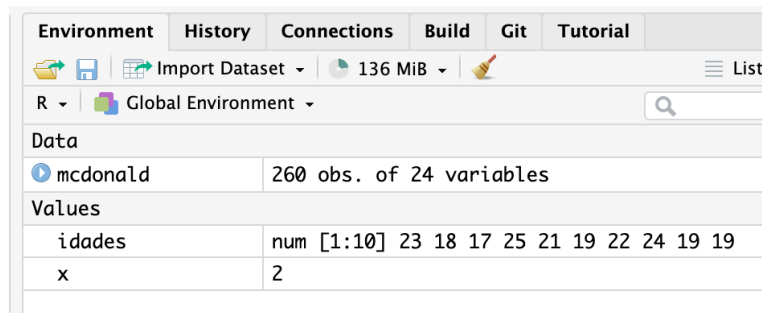 Environment History Connections Build Git Tutorial
Import Dataset 136 MiB List
R Global Environment
Data
mcdonald 260 obs. of 24 variables
Values
idades num [1:10] 23 18 17 25 21 19 22 24 19 19
x 2